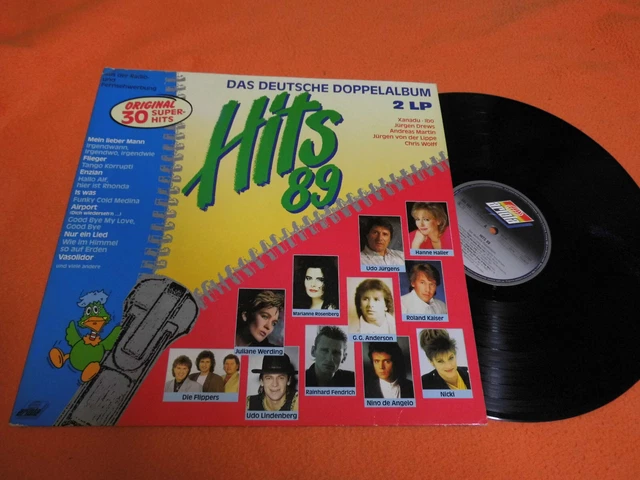 DAS DEUTSCHE DOPPELALBUM
2 LP
Hits
89
ORIGINAL
30 SUPER-
HITS
Xanadu · Ibo
Jürgen Drews
Andreas Martin
Jürgen von der Lippe
Chris Wolff
Mein lieber Mann
Irgendwann,
Irgendwo, Irgendwie
Flieger
Tango Korrupti
Enzian
Hallo Alf,
hier ist Rhonda
Is was
Funky Cold Medina
Airport
Good Bye My Love,
Good Bye
Nur ein Lied
Wie im Himmel
so auf Erden
Vasolidor
und viele andere
Hanne Haller
Udo Jürgens
Marianne Rosenberg
Roland Kaiser
G.G. Anderson
Juliane Werding
Rainhard Fendrich
Nicki
Die Flippers
Nino de Angelo
Udo Lindenberg